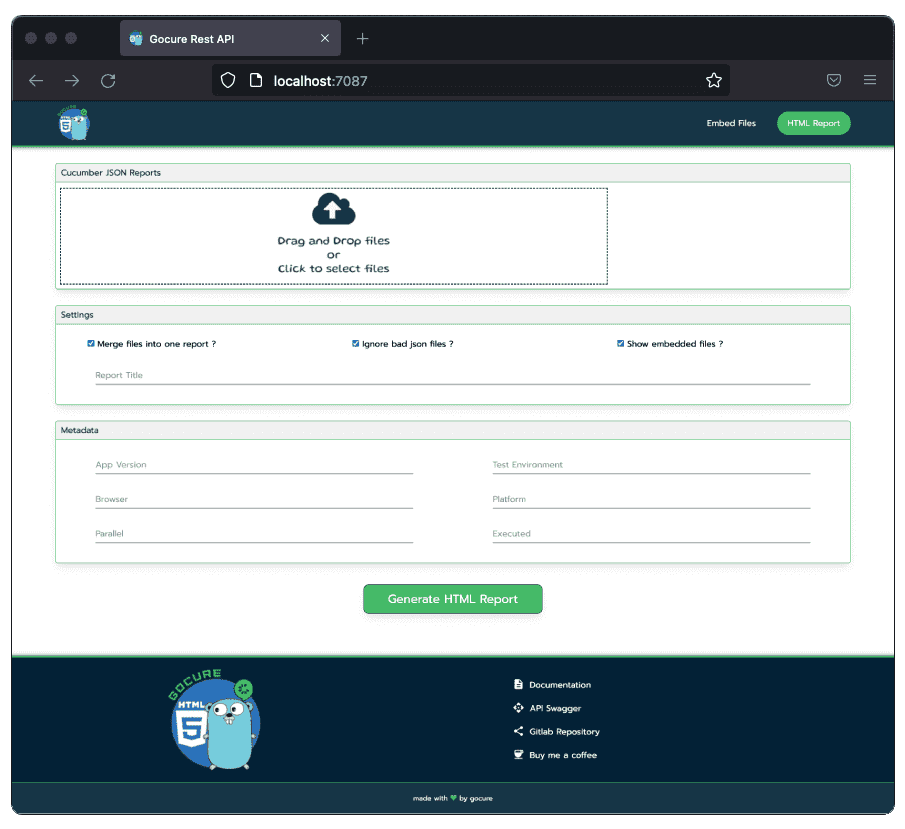 Gocure Rest API
localhost:7087
GOCURE
HTML
5
Embed Files
HTML Report
Cucumber JSON Reports
Drag and Drop files
or
Click to select files
Settings
Merge files into one report ?
Ignore bad json files ?
Show embedded files ?
Report Title
Metadata
App Version
Test Environment
Browser
Platform
Parallel
Executed
Generate HTML Report
GOCURE
HTML
5
Documentation
API Swagger
Gitlab Repository
Buy me a coffee
made with 💚 by gocure